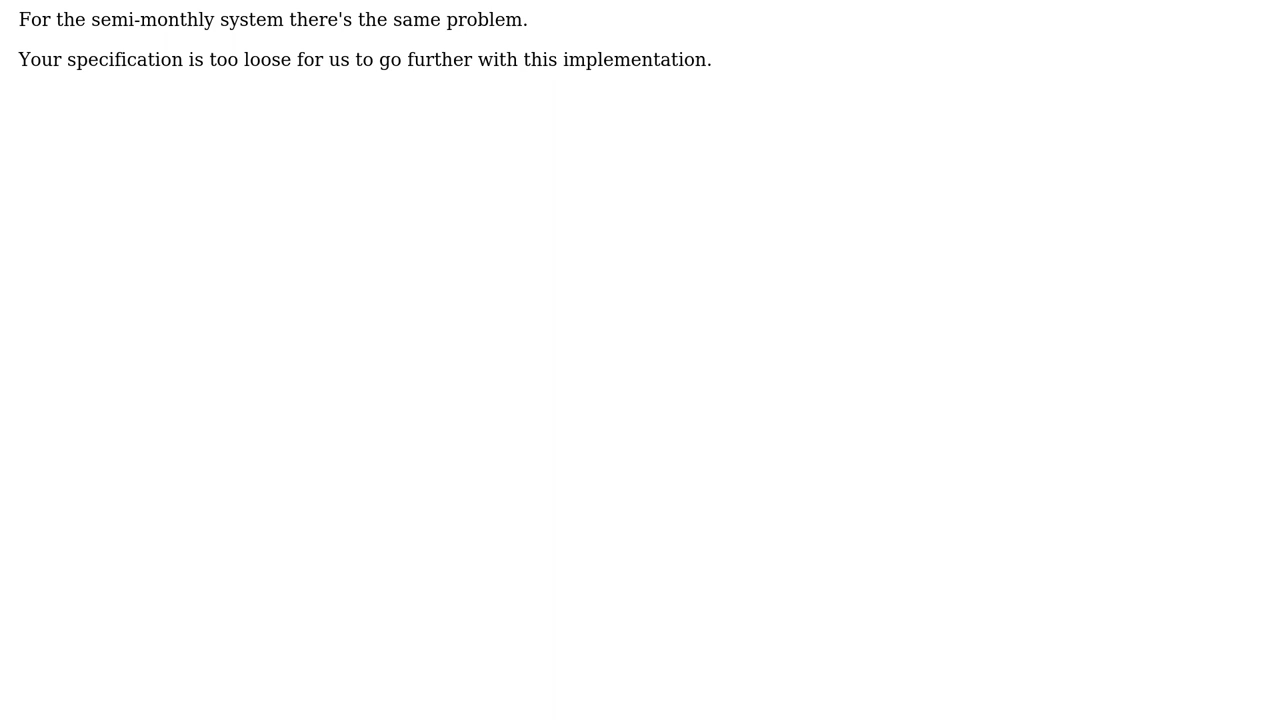 For the semi-monthly system there's the same problem.
Your specification is too loose for us to go further with this implementation.